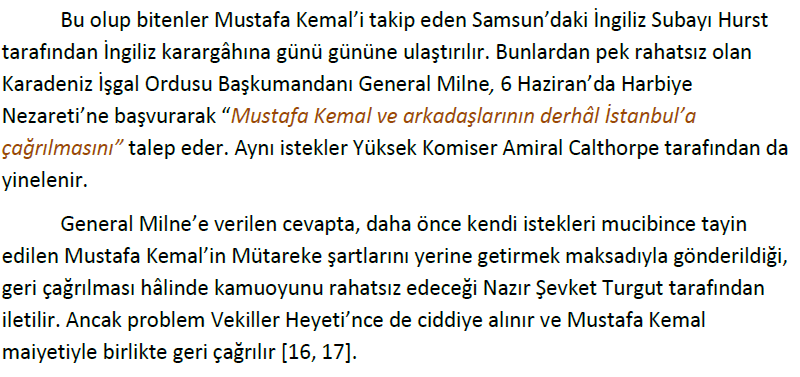 Bu olup bitenler Mustafa Kemal’i takip eden Samsun’daki İngiliz Subayı Hurst
tarafından İngiliz karargâhına günü gününe ulaştırılır. Bunlardan pek rahatsız olan
Karadeniz İşgal Ordusu Başkumandanı General Milne, 6 Haziran’da Harbiye
Nezareti’ne başvurarak “Mustafa Kemal ve arkadaşlarının derhâl İstanbul’a
çağrılmasını” talep eder. Aynı istekler Yüksek Komiser Amiral Calthorpe tarafından da
yinelenir.
General Milne’e verilen cevapta, daha önce kendi istekleri mucibince tayin
edilen Mustafa Kemal’in Mütareke şartlarını yerine getirmek maksadıyla gönderildiği,
geri çağrılması hâlinde kamuoyunu rahatsız edeceği Nazır Şevket Turgut tarafından
iletilir. Ancak problem Vekiller Heyeti’nce de ciddiye alınır ve Mustafa Kemal
maiyetiyle birlikte geri çağrılır [16, 17].